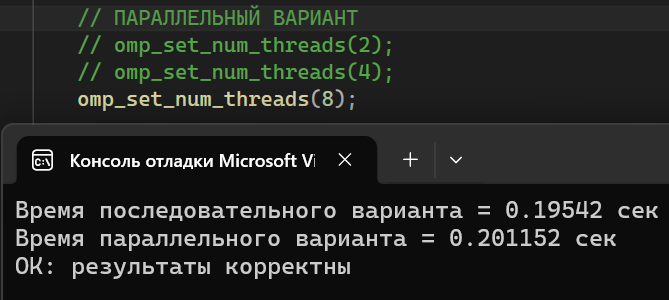 // ПАРАЛЛЕЛЬНЫЙ ВАРИАНТ
// omp_set_num_threads(2);
// omp_set_num_threads(4);
omp_set_num_threads(8);
Консоль отладки Microsoft Vi
Время последовательного варианта = 0.19542 сек
Время параллельного варианта = 0.201152 сек
ОК: результаты корректны